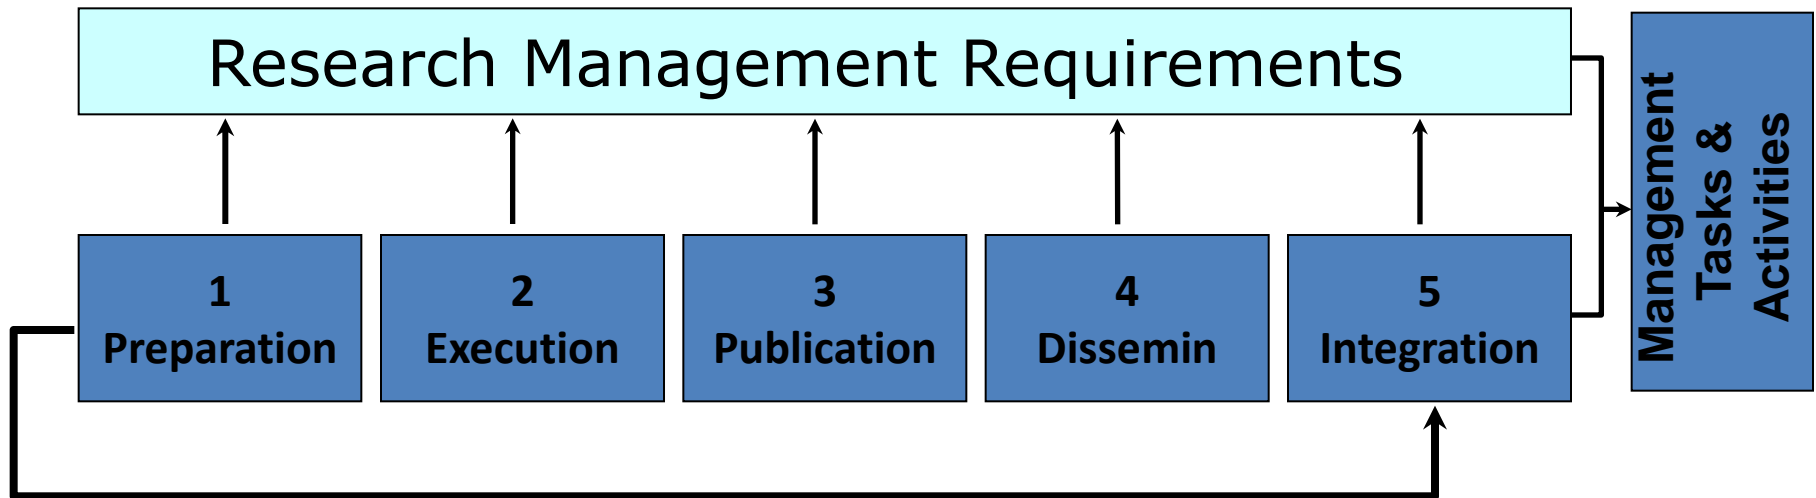 Research Management Requirements
1
Preparation
2
Execution
3
Publication
4
Dissemin
5
Integration
Management
Tasks &
Activities